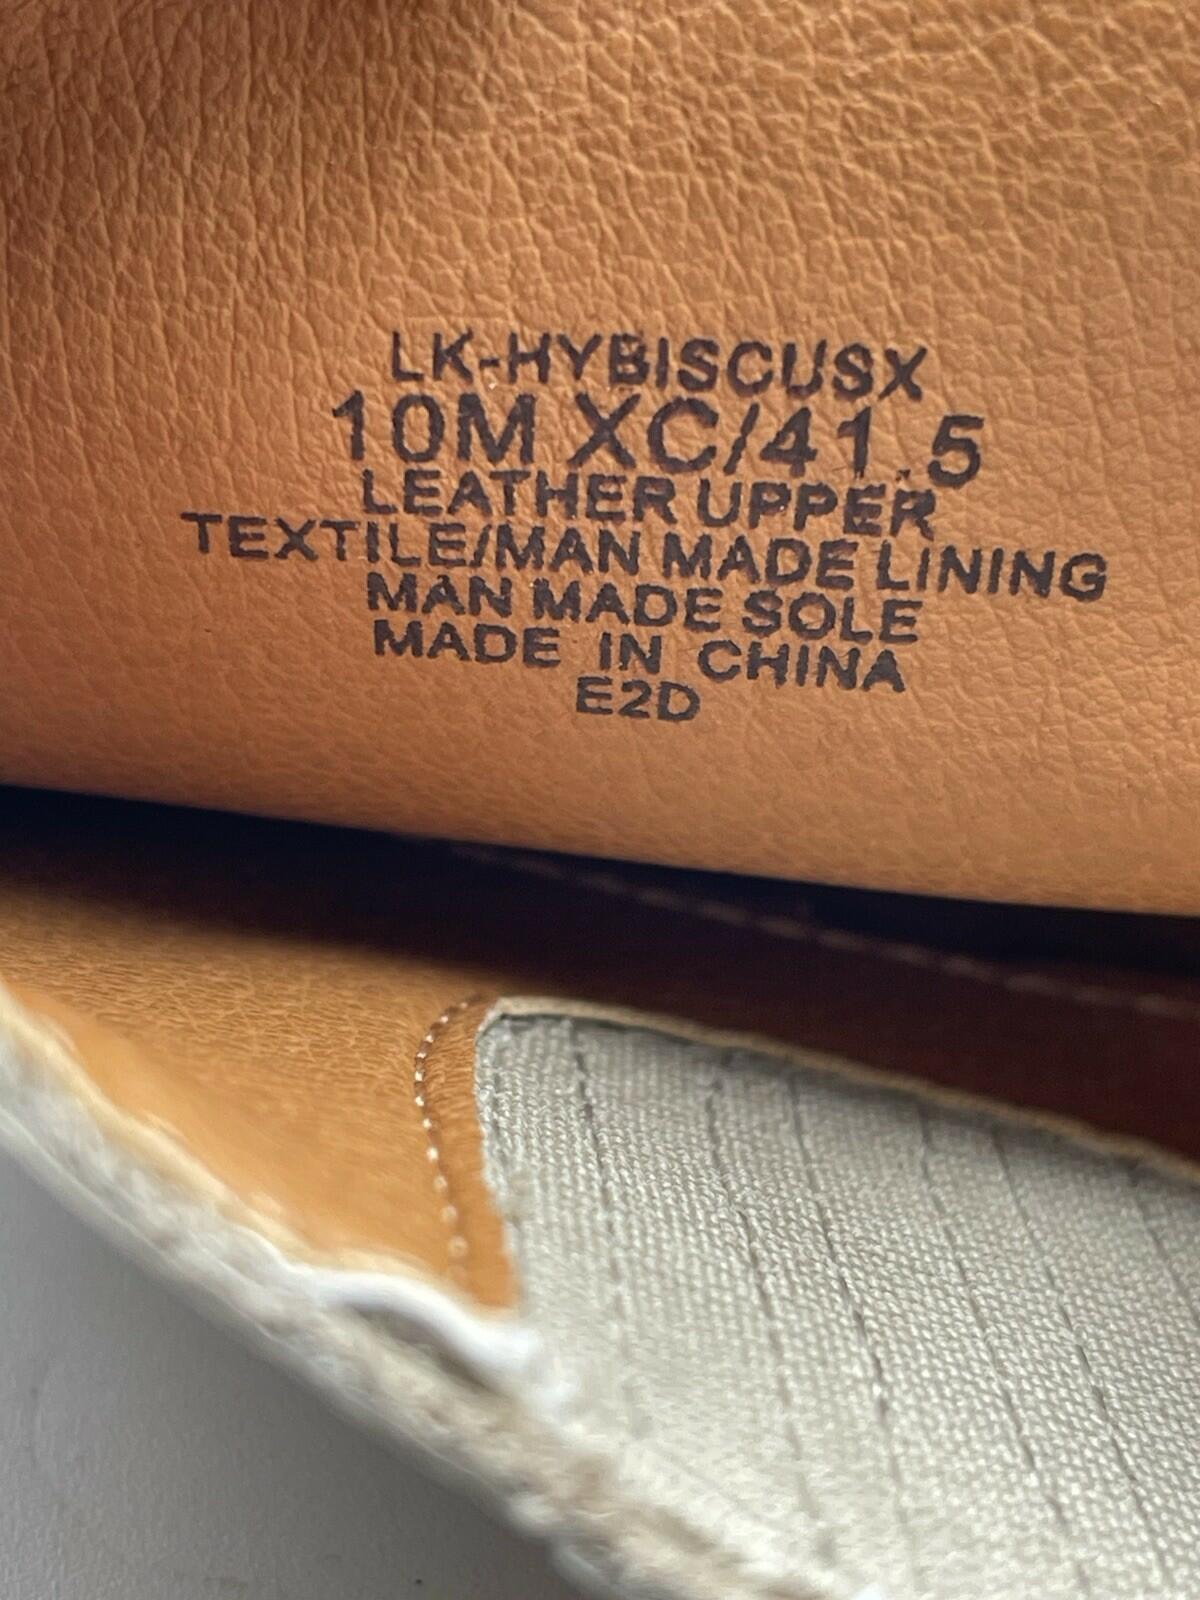 LK-HYBISCUSX
10M XC/41.5
LEATHER UPPER
TEXTILE/MAN MADE LINING
MAN MADE SOLE
MADE IN CHINA
E2D